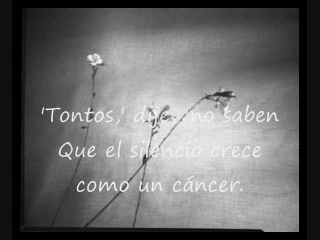 'Tontos,' dije, 'no saben
Que el silencio crece
como un cáncer.